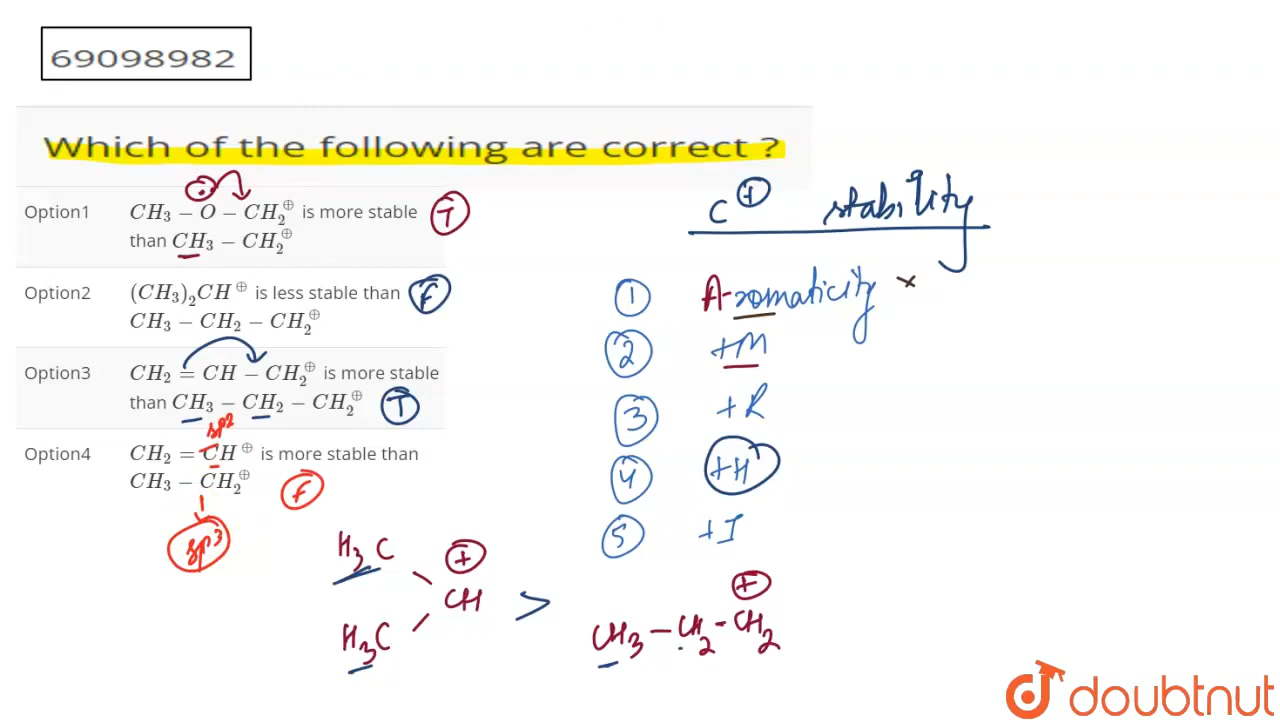 69098982
Which of the following are correct ?
Option1 CH₃ − O − CH₂⊕ is more stable T
than CH₃ − CH₂⊕
Option2 (CH₃)₂CH⊕ is less stable than F
CH₃ − CH₂ − CH₂⊕
Option3 CH₂ = CH − CH₂⊕ is more stable
than CH₃ − CH₂ − CH₂⊕ T
sp2
Option4 CH₂ = CH⊕ is more stable than
CH₃ − CH₂⊕ F
sp3
C⊕ stability
1 Aromaticity ×
2 +M
3 +R
4 +H
5 +I
H₃C
H₃C
CH ⊕
>
CH₃ − CH₂ − CH₂ ⊕
doubtnut